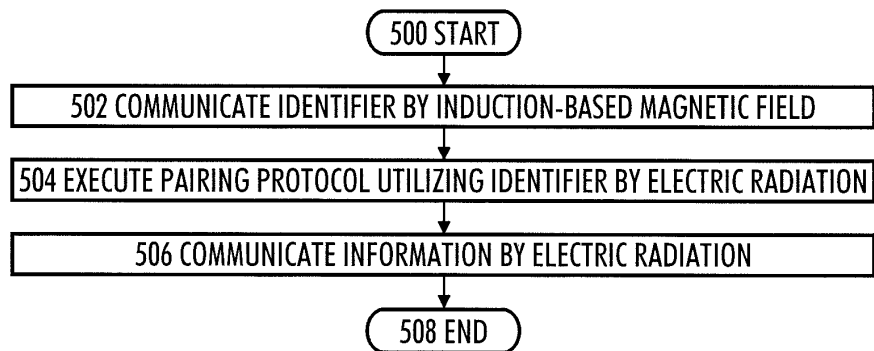 500 START
502 COMMUNICATE IDENTIFIER BY INDUCTION-BASED MAGNETIC FIELD
504 EXECUTE PAIRING PROTOCOL UTILIZING IDENTIFIER BY ELECTRIC RADIATION
506 COMMUNICATE INFORMATION BY ELECTRIC RADIATION
508 END